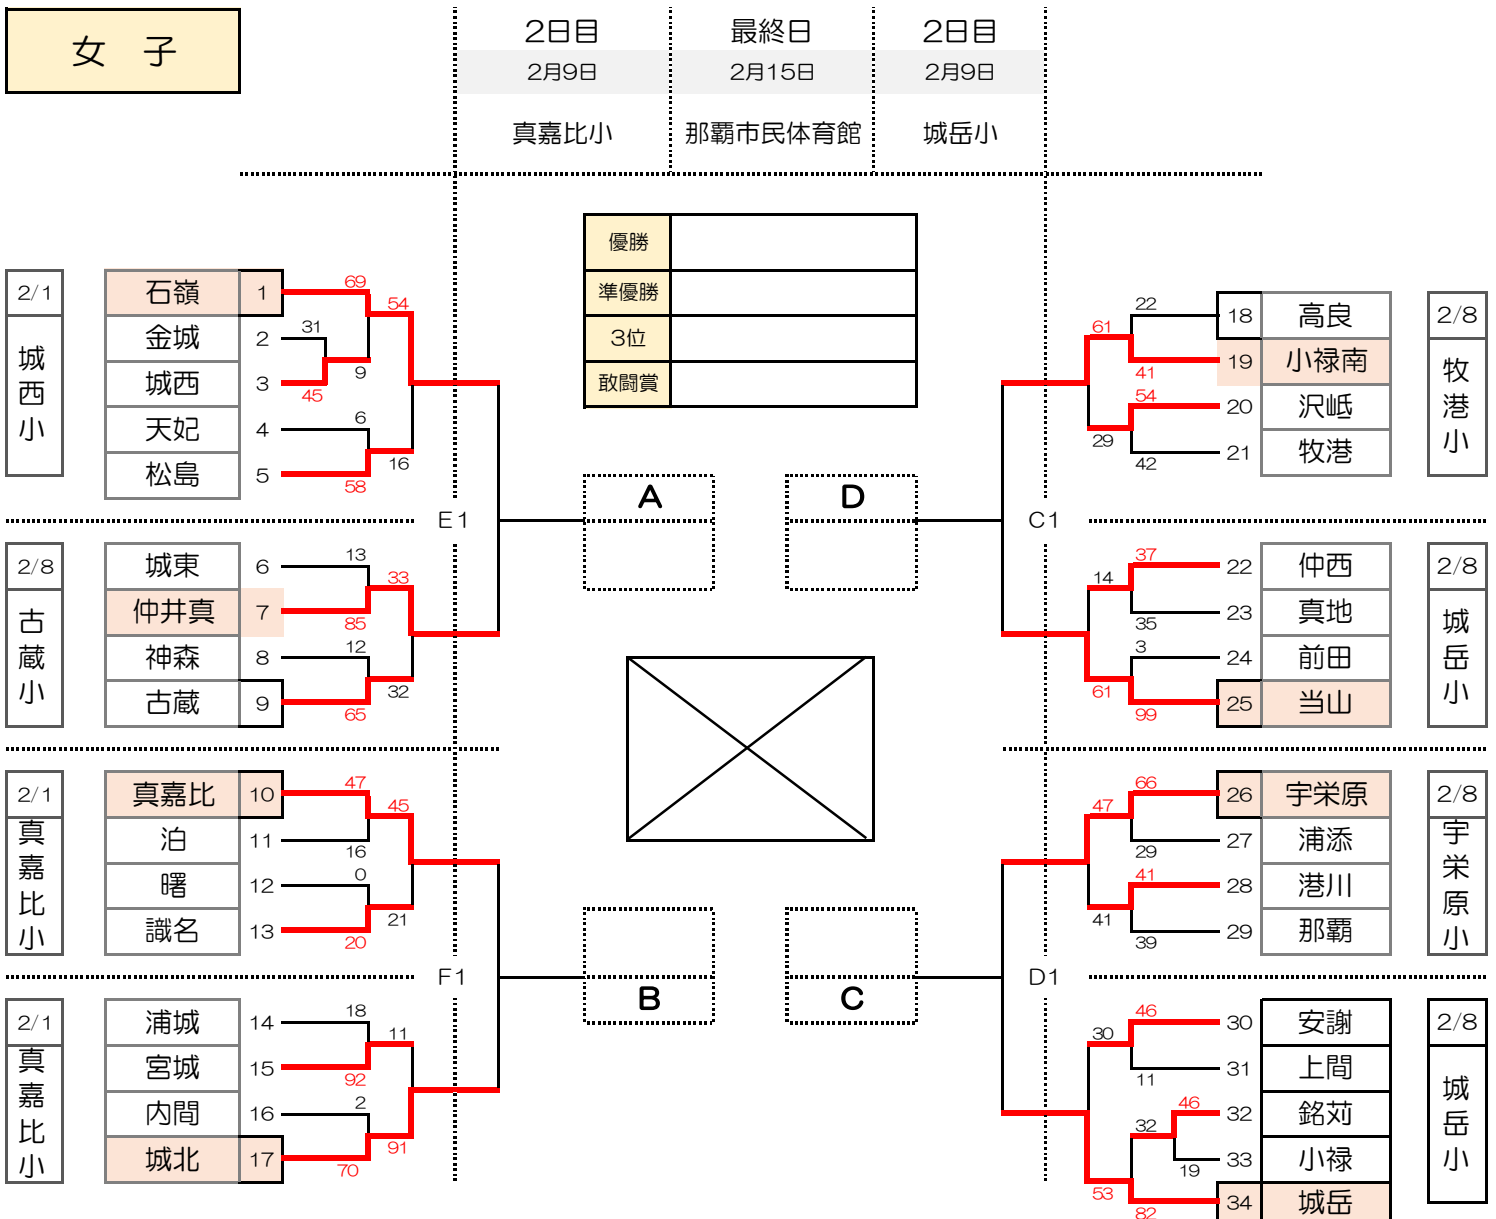 女 子
2日目 最終日 2日目
2月9日 2月15日 2月9日
真嘉比小 那覇市民体育館 城岳小
優勝
準優勝
3位
敢闘賞
2/1
城西小
石嶺 1
金城 2
城西 3
天妃 4
松島 5
69
54
31
9
45
6
16
58
E1
2/8
古蔵小
城東 6
仲井真 7
神森 8
古蔵 9
13
33
85
12
32
65
2/1
真嘉比小
真嘉比 10
泊 11
曙 12
識名 13
47
45
16
0
21
20
F1
2/1
真嘉比小
浦城 14
宮城 15
内間 16
城北 17
18
11
92
2
91
70
A
D
B
C
22
61
41
54
29
42
18 高良
19 小禄南
20 沢岻
21 牧港
2/8
牧港小
C1
37
14
35
3
61
99
22 仲西
23 真地
24 前田
25 当山
2/8
城岳小
66
47
29
41
41
39
26 宇栄原
27 浦添
28 港川
29 那覇
2/8
宇栄原小
D1
46
30
11
46
32
19
53
82
30 安謝
31 上間
32 銘苅
33 小禄
34 城岳
2/8
城岳小